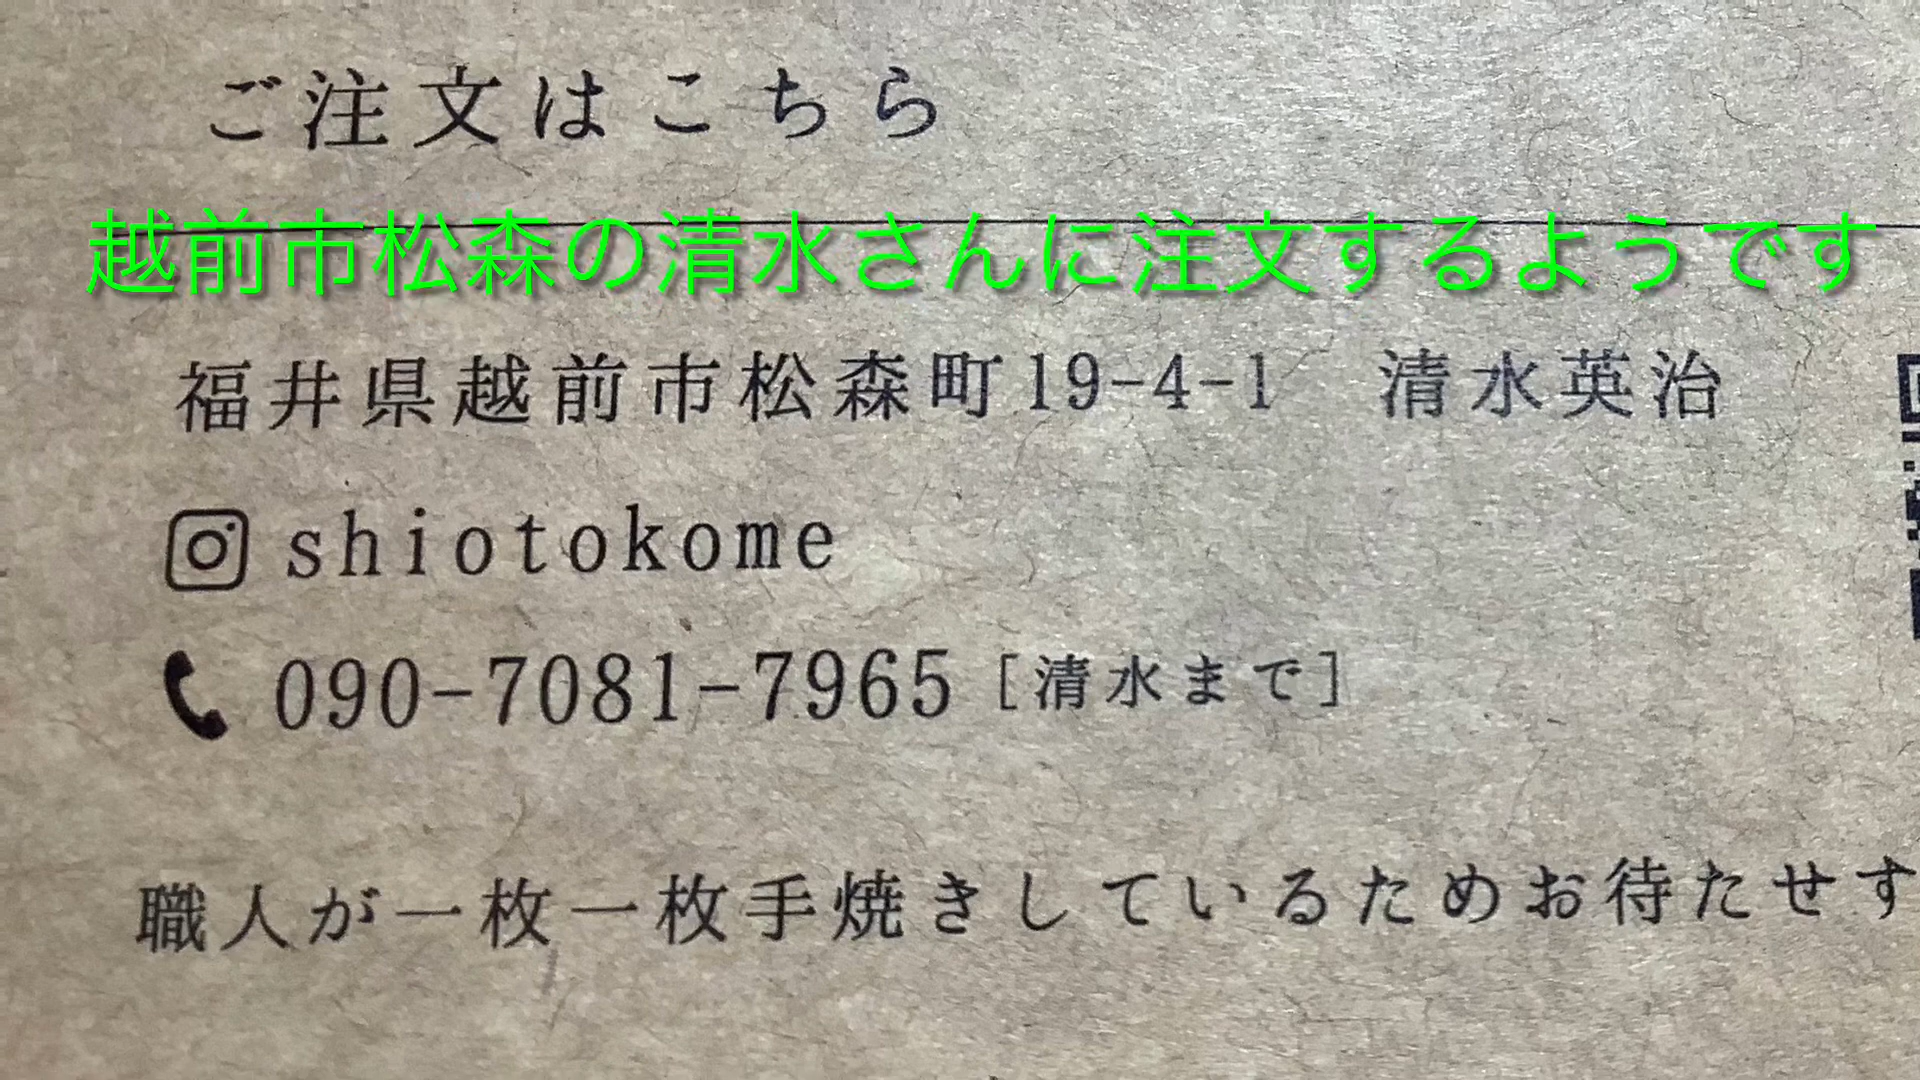 ご注文はこちら
越前市松森の清水さんに注文するようです
福井県越前市松森町19-4-1 清水英治
shiotokome
090-7081-7965 [清水まで]
職人が一枚一枚手焼きしているためお待たせす